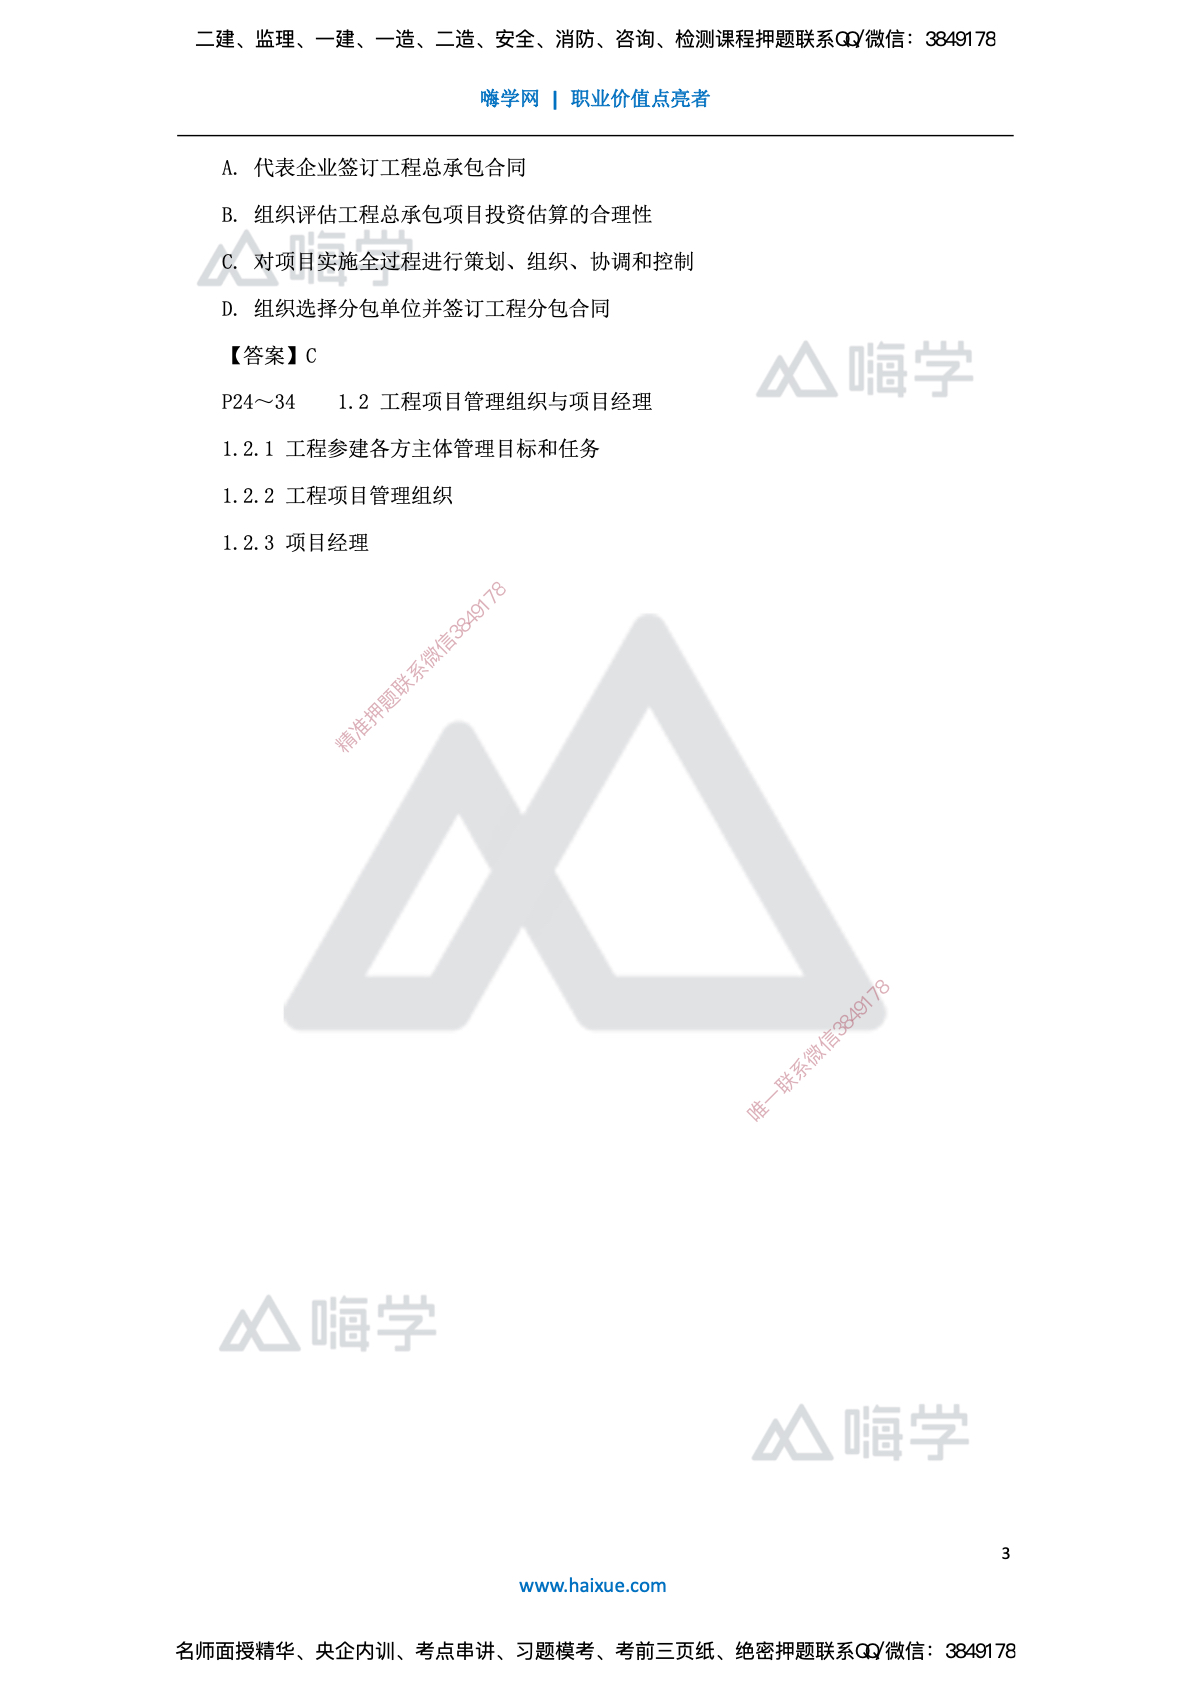 二建、监理、一建、一造、二造、安全、消防、咨询、检测课程押题联系QQ/微信：3849178
嗨学网 | 职业价值点亮者
A. 代表企业签订工程总承包合同
B. 组织评估工程总承包项目投资估算的合理性
嗨学
C. 对项目实施全过程进行策划、组织、协调和控制
D. 组织选择分包单位并签订工程分包合同
【答案】C
嗨学
P24～34 1.2 工程项目管理组织与项目经理
1.2.1 工程参建各方主体管理目标和任务
1.2.2 工程项目管理组织
1.2.3 项目经理
精准押题联系微信3849178
唯一联系微信3849178
嗨学
嗨学
3
www.haixue.com
名师面授精华、央企内训、考点串讲、习题模考、考前三页纸、绝密押题联系QQ/微信：3849178